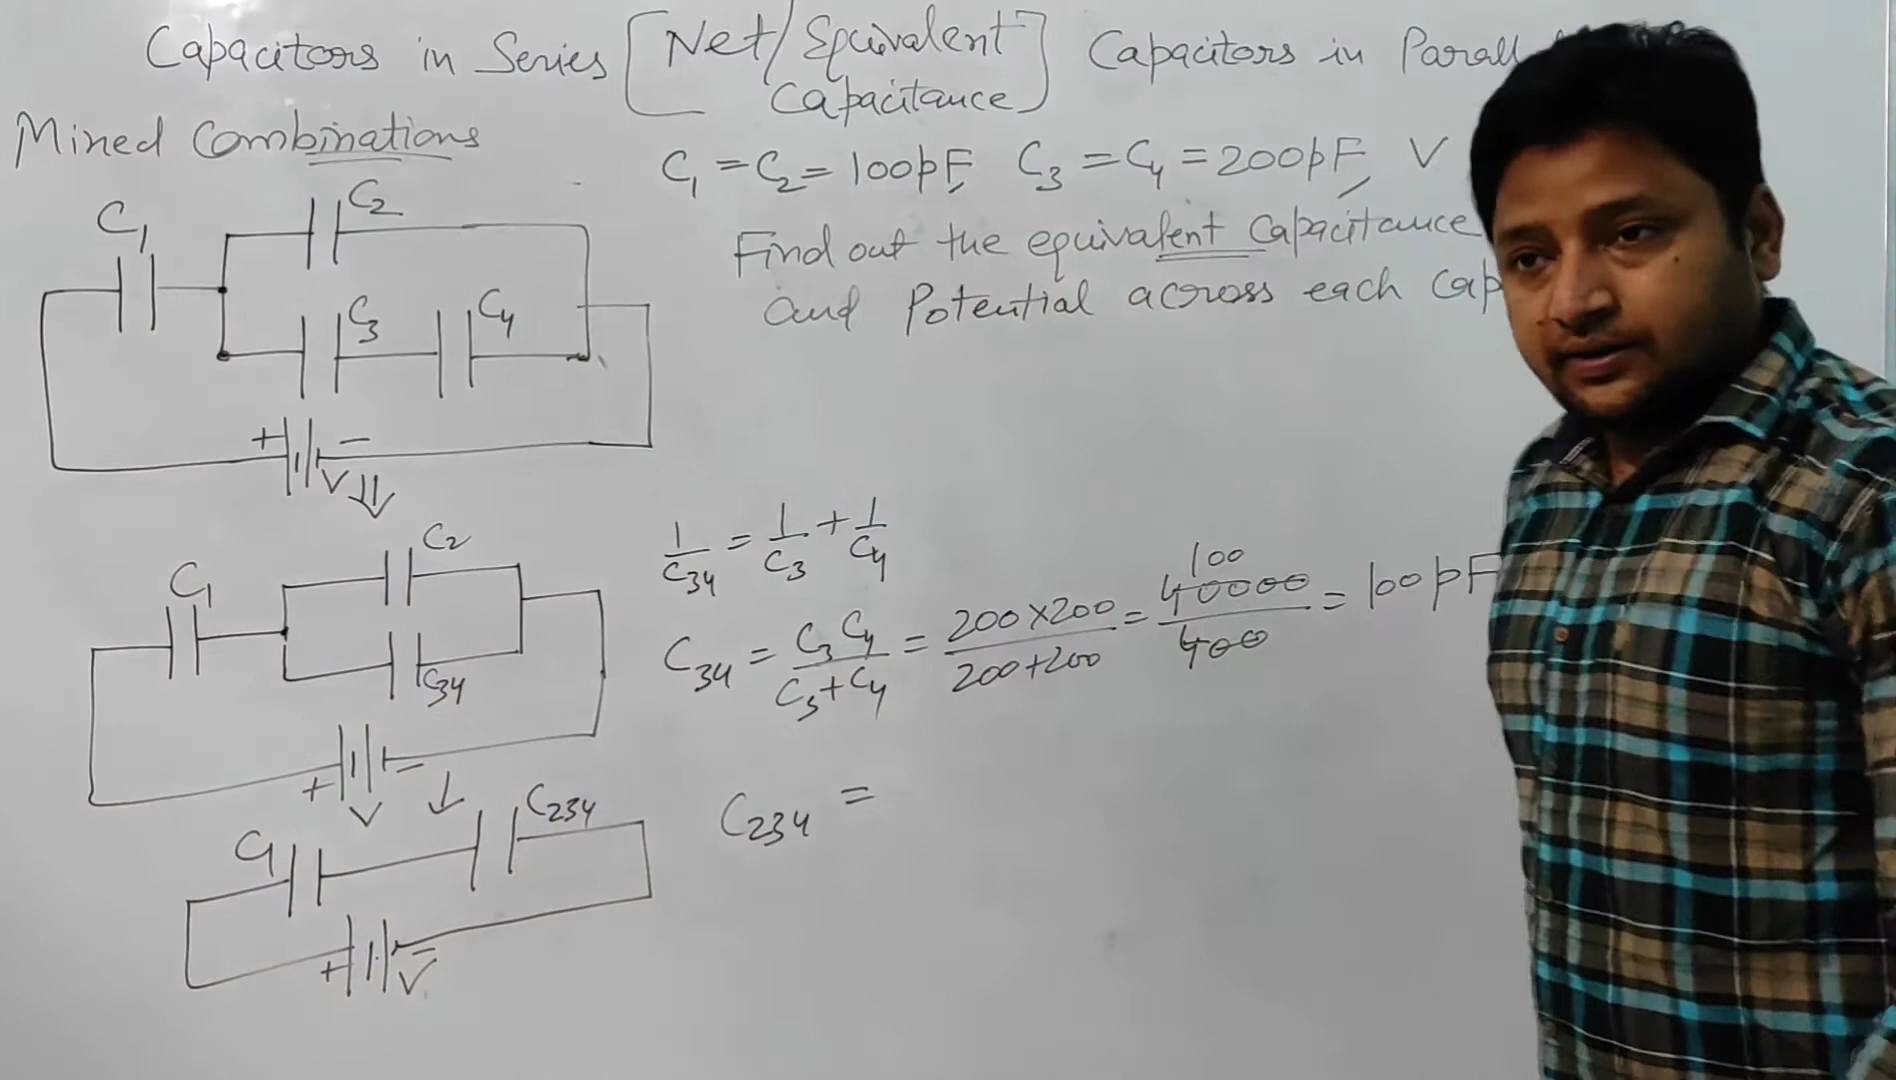 Capacitors in Series [Net/Equivalent Capacitance] Capacitors in
Mixed Combinations
C₁ = C₂ = 100pF, C₃ = C₄ = 200pF, V
Find out the equivalent Capacitance
and Potential across each
C₁
C₂
C₃
C₄
+ −
V
1/C₃₄ = 1/C₃ + 1/C₄
C₁
C₂
C₃₄
C₃₄ = C₃C₄/(C₃+C₄) = 200×200/(200+200) = 40000/400 = 100pF
100
+ −
V
C₁
C₂₃₄
C₂₃₄ =
+ −
V